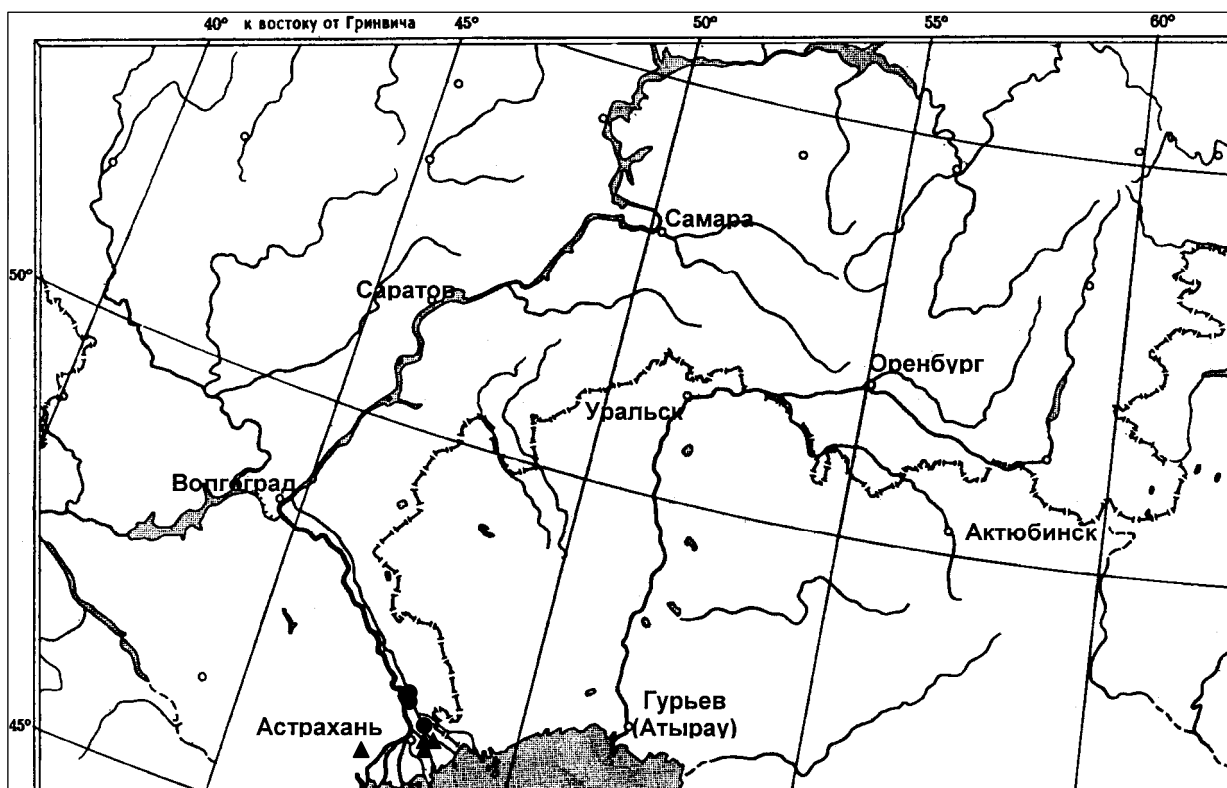 40° к востоку от Гринвича 45° 50° 55° 60°
Самара
50°
Саратов
Оренбург
Уральск
Волгоград
Актюбинск
Гурьев
(Атырау)
Астрахань
45°